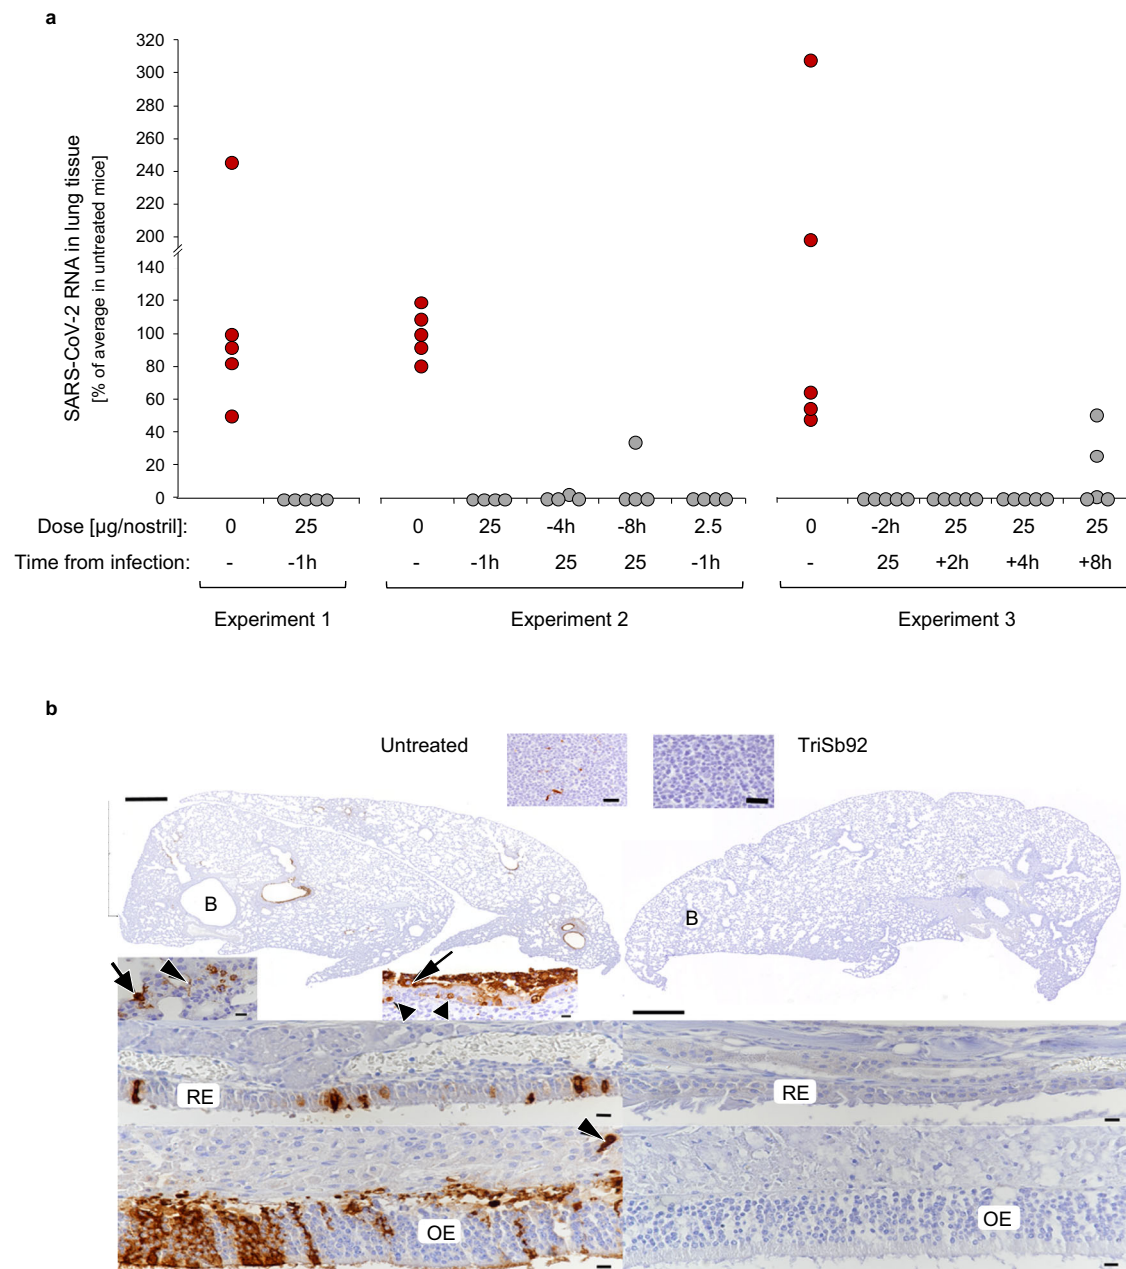 a
SARS-CoV-2 RNA in lung tissue
[% of average in untreated mice]
320
300
280
260
240
220
200
140
120
100
80
60
40
20
0
Dose [µg/nostril]: 0 25 0 25 -4h -8h 2.5 0 -2h 25 25 25
Time from infection: - -1h - -1h 25 25 -1h - 25 +2h +4h +8h
Experiment 1 Experiment 2 Experiment 3
b
Untreated TriSb92
B B
RE RE
OE OE